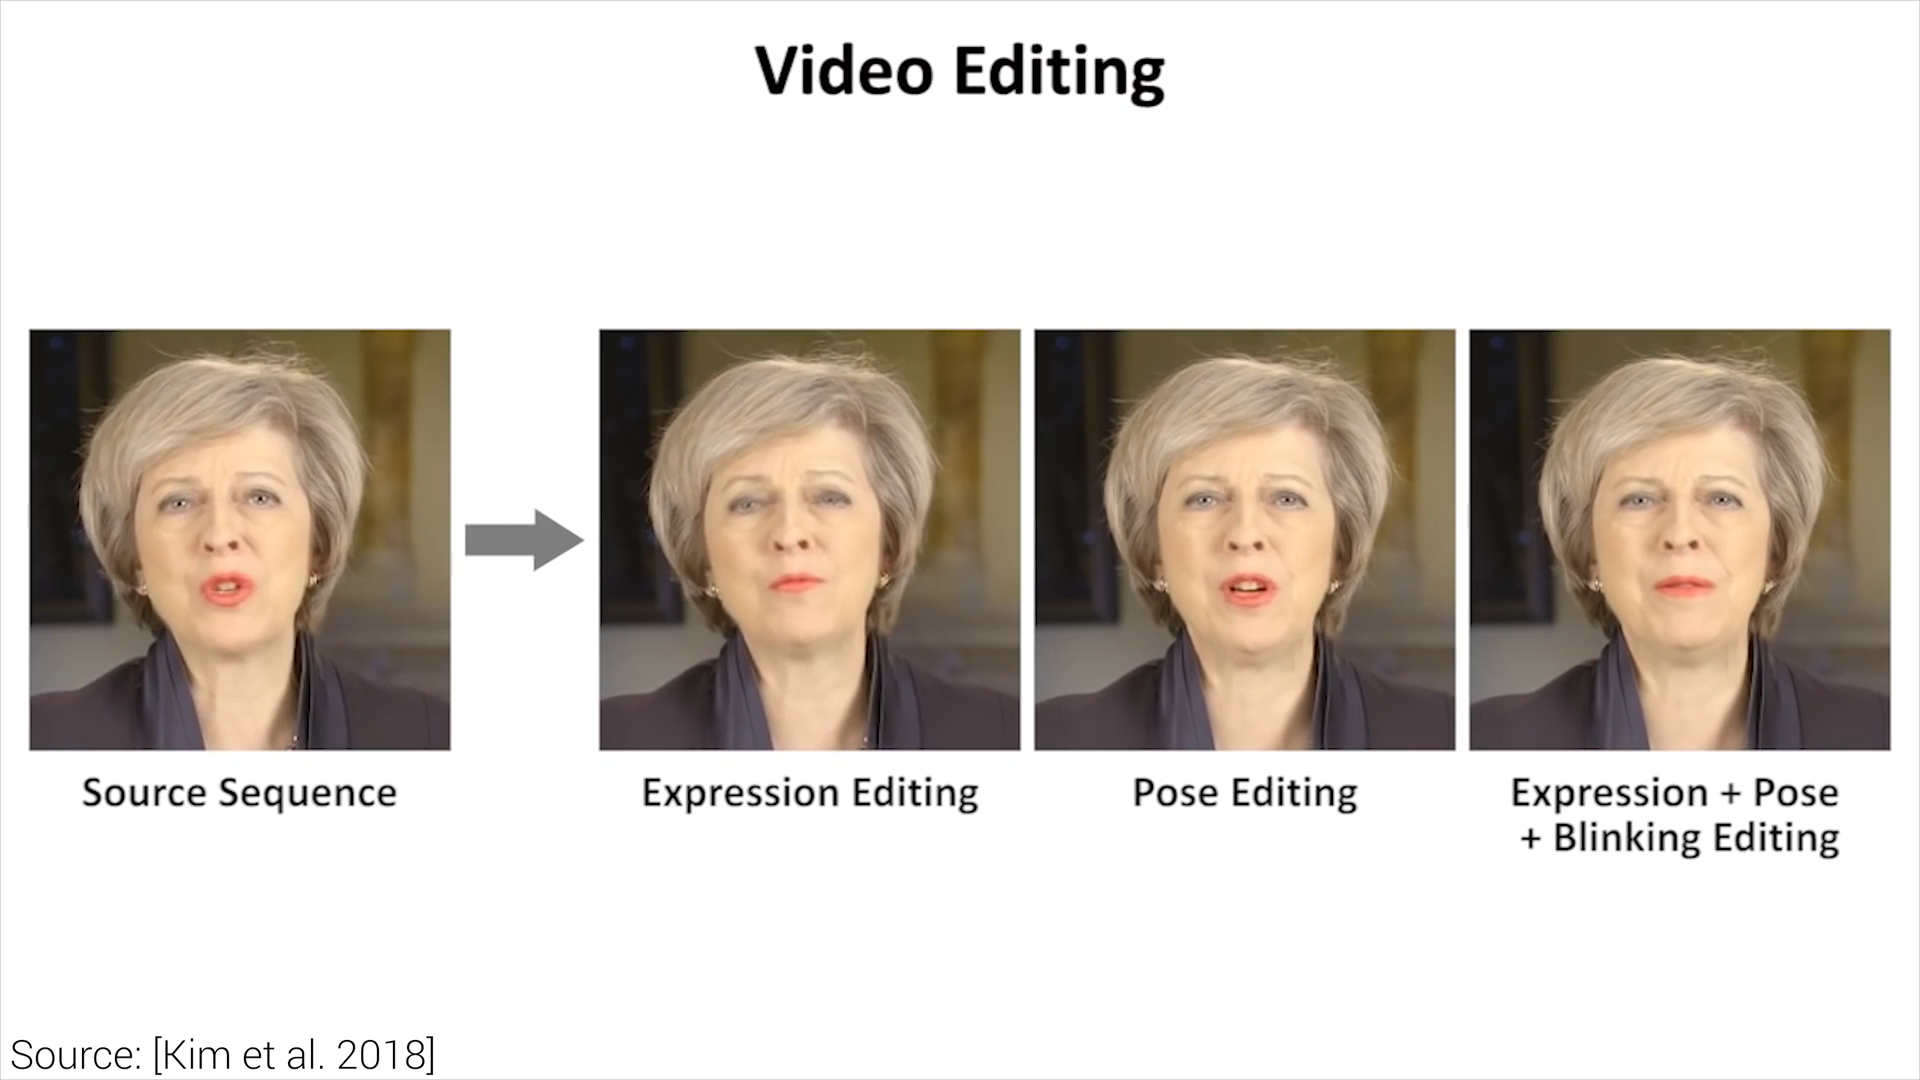 Video Editing
Source Sequence
Expression Editing
Pose Editing
Expression + Pose
+ Blinking Editing
Source: [Kim et al. 2018]